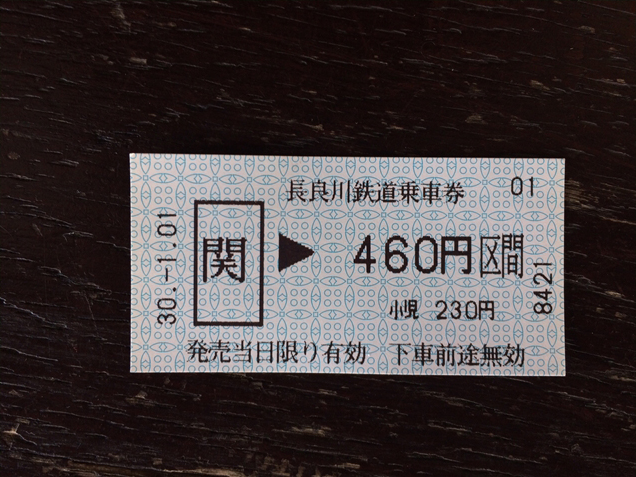 長良川鉄道乗車券 01
30.-1.01
関 ▶ 460円区間
小児 230円
8421
発売当日限り有効 下車前途無効